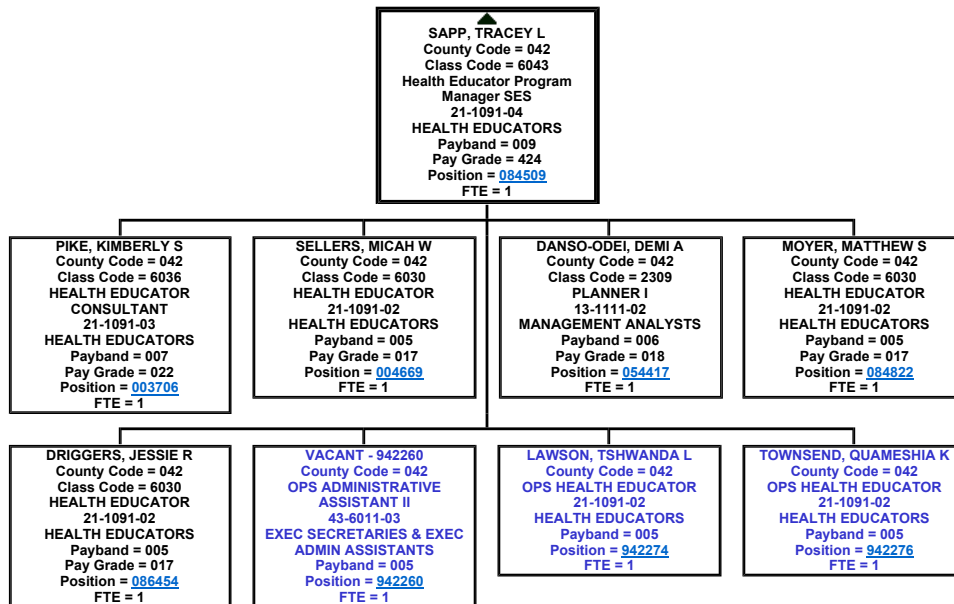 SAPP, TRACEY L
County Code = 042
Class Code = 6043
Health Educator Program
Manager SES
21-1091-04
HEALTH EDUCATORS
Payband = 009
Pay Grade = 424
Position = 084509
FTE = 1
PIKE, KIMBERLY S
County Code = 042
Class Code = 6036
HEALTH EDUCATOR
CONSULTANT
21-1091-03
HEALTH EDUCATORS
Payband = 007
Pay Grade = 022
Position = 003706
FTE = 1
SELLERS, MICAH W
County Code = 042
Class Code = 6030
HEALTH EDUCATOR
21-1091-02
HEALTH EDUCATORS
Payband = 005
Pay Grade = 017
Position = 004669
FTE = 1
DANSO-ODEI, DEMI A
County Code = 042
Class Code = 2309
PLANNER I
13-1111-02
MANAGEMENT ANALYSTS
Payband = 006
Pay Grade = 018
Position = 054417
FTE = 1
MOYER, MATTHEW S
County Code = 042
Class Code = 6030
HEALTH EDUCATOR
21-1091-02
HEALTH EDUCATORS
Payband = 005
Pay Grade = 017
Position = 084822
FTE = 1
DRIGGERS, JESSIE R
County Code = 042
Class Code = 6030
HEALTH EDUCATOR
21-1091-02
HEALTH EDUCATORS
Payband = 005
Pay Grade = 017
Position = 086454
FTE = 1
VACANT - 942260
County Code = 042
OPS ADMINISTRATIVE
ASSISTANT II
43-6011-03
EXEC SECRETARIES & EXEC
ADMIN ASSISTANTS
Payband = 005
Position = 942260
FTE = 1
LAWSON, TSHWANDA L
County Code = 042
OPS HEALTH EDUCATOR
21-1091-02
HEALTH EDUCATORS
Payband = 005
Position = 942274
FTE = 1
TOWNSEND, QUAMESHIA K
County Code = 042
OPS HEALTH EDUCATOR
21-1091-02
HEALTH EDUCATORS
Payband = 005
Position = 942276
FTE = 1